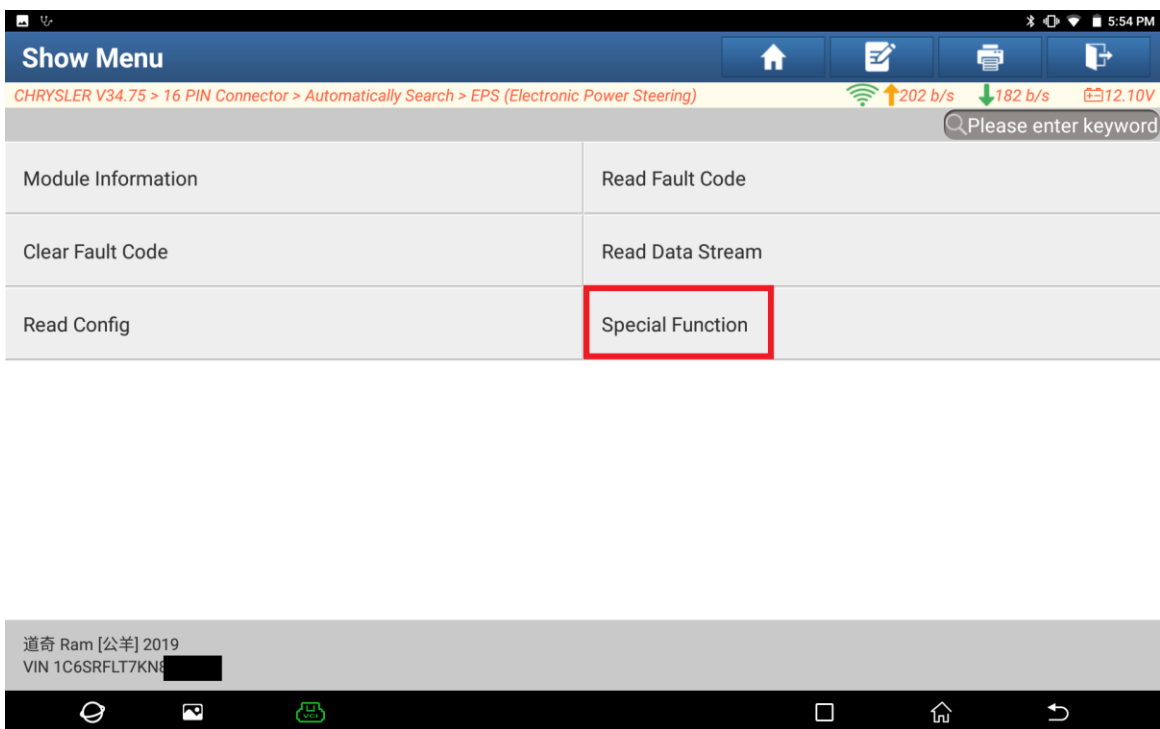 5:54 PM
Show Menu
CHRYSLER V34.75 > 16 PIN Connector > Automatically Search > EPS (Electronic Power Steering) 202 b/s 182 b/s 12.10V
Please enter keyword
Module Information Read Fault Code
Clear Fault Code Read Data Stream
Read Config Special Function
道奇 Ram [公羊] 2019
VIN 1C6SRFLT7KN8
VCI